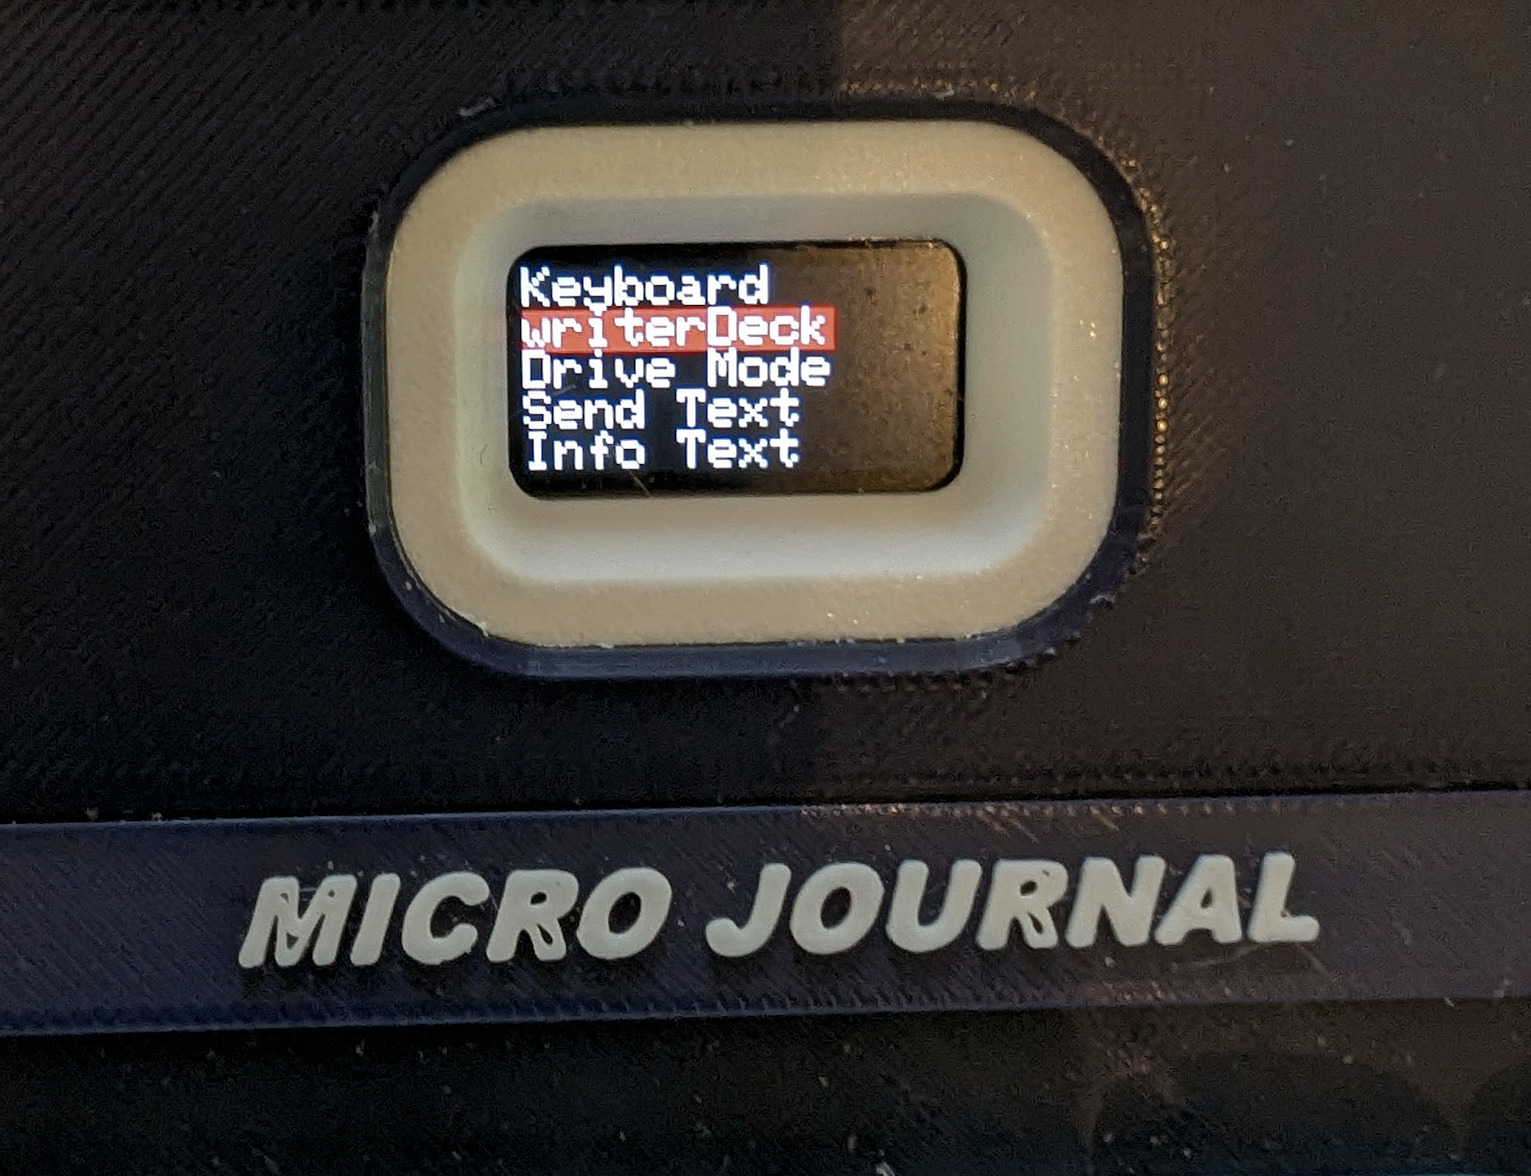 Keyboard
writerDeck
Drive Mode
Send Text
Info Text
MICRO JOURNAL